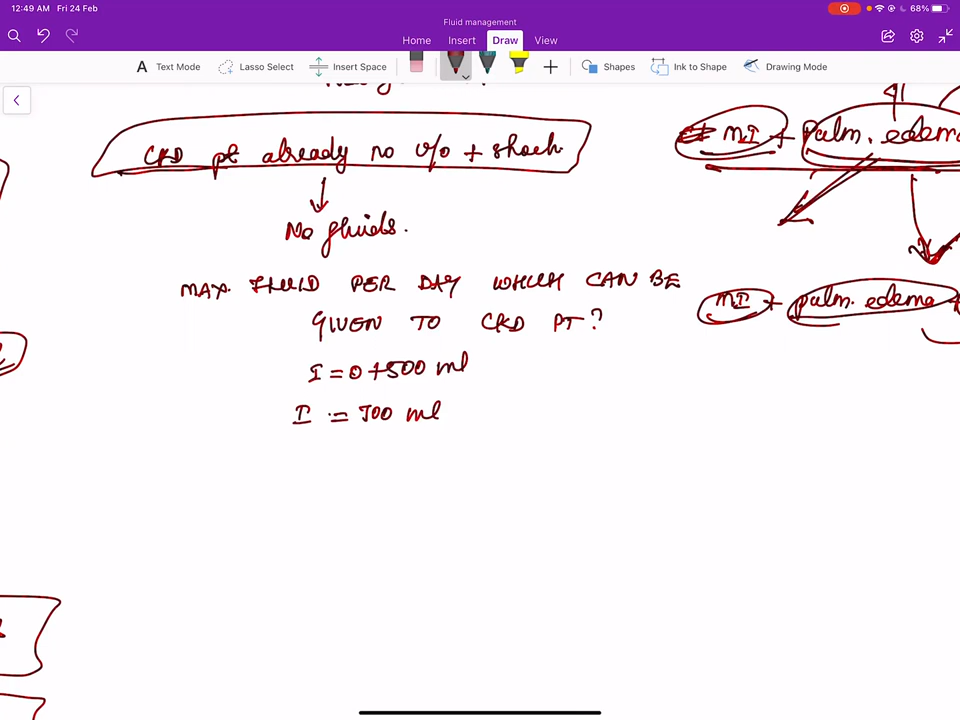 12:49 AM Fri 24 Feb
68%
Fluid management
Home Insert Draw View
Text Mode Lasso Select Insert Space Shapes Ink to Shape Drawing Mode
CKD pt already no u/o + shock
No fluids.
MAX. FLUID PER DAY WHICH CAN BE
GIVEN TO CKD PT?
I = 0 + 500 ml
I = 500 ml
MI + pulm. edema
MI + pulm. edema +